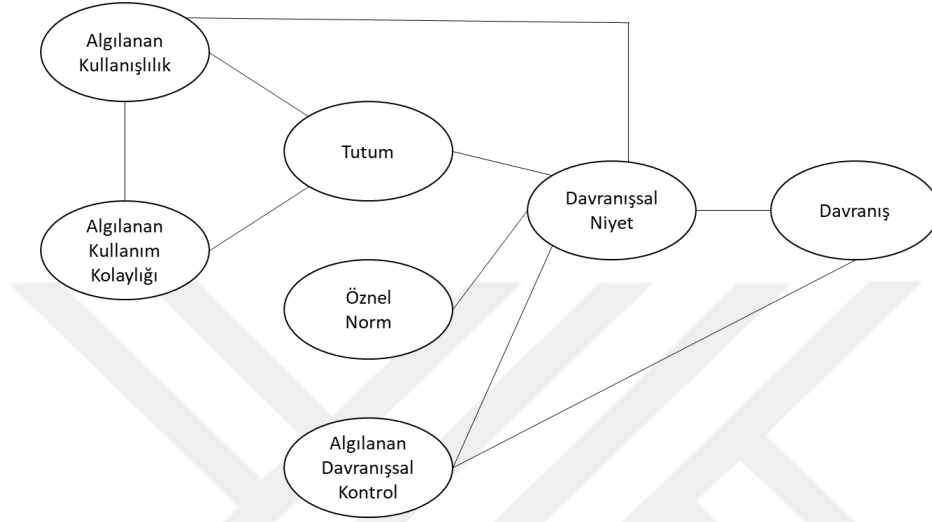 Algılanan
Kullanışlılık
Tutum
Algılanan
Kullanım
Kolaylığı
Davranışsal
Niyet
Davranış
Öznel
Norm
Algılanan
Davranışsal
Kontrol